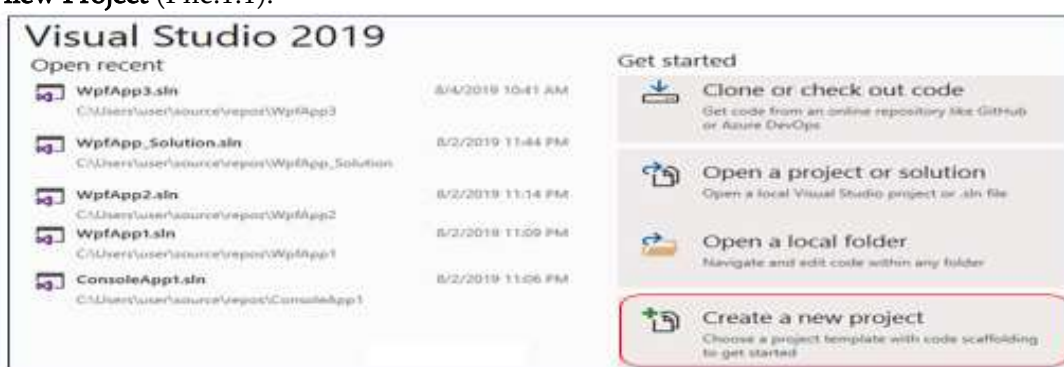 new Project
Visual Studio 2019
Open recent
WpfApp3.sln 8/4/2019 10:41 AM
C:\Users\user\source\repos\WpfApp3
WpfApp_Solution.sln 8/2/2019 11:44 PM
C:\Users\user\source\repos\WpfApp_Solution
WpfApp2.sln 8/2/2019 11:14 PM
C:\Users\user\source\repos\WpfApp2
WpfApp1.sln 8/2/2019 11:09 PM
C:\Users\user\source\repos\WpfApp1
ConsoleApp1.sln 8/2/2019 11:06 PM
C:\Users\user\source\repos\ConsoleApp1
Get started
Clone or check out code
Get code from an online repository like GitHub
or Azure DevOps
Open a project or solution
Open a local Visual Studio project or .sln file
Open a local folder
Navigate and edit code within any folder
Create a new project
Choose a project template with code scaffolding
to get started